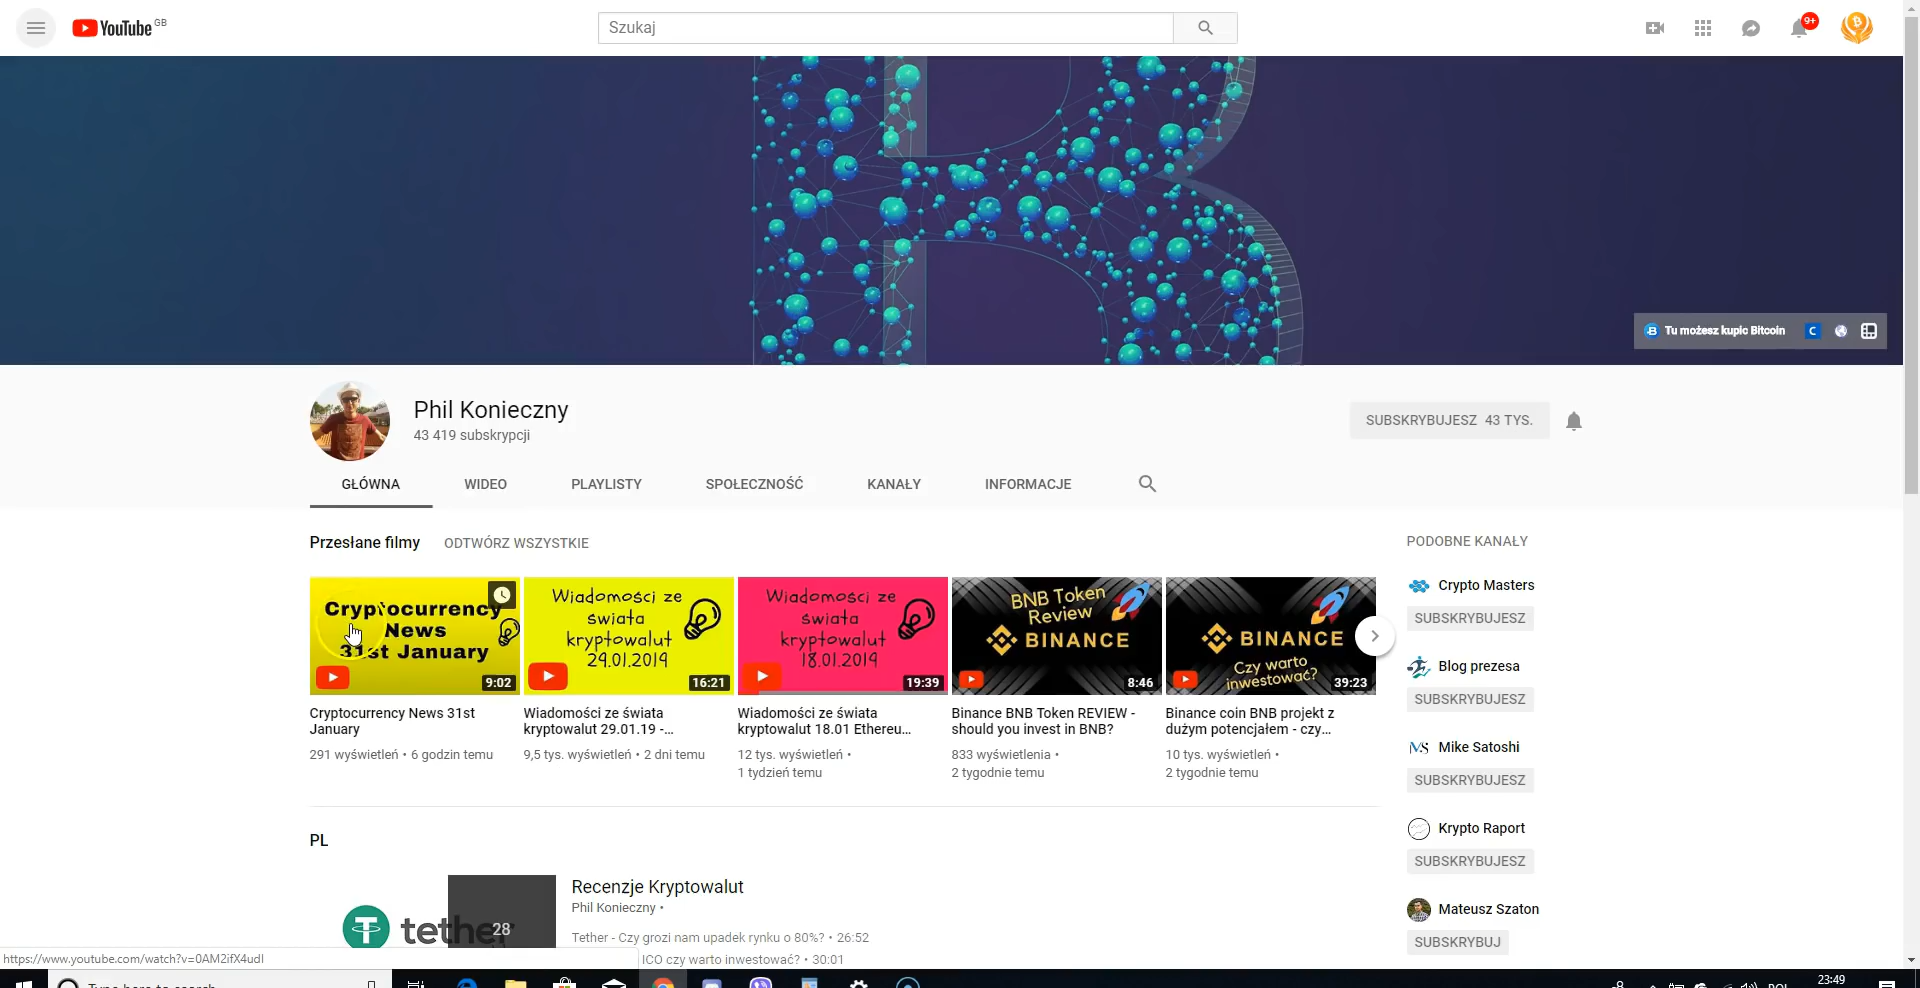 YouTube GB
Szukaj
9+
Tu możesz kupic Bitcoin
Phil Konieczny
43 419 subskrypcji
SUBSKRYBUJESZ 43 TYS.
GŁÓWNA WIDEO PLAYLISTY SPOŁECZNOŚĆ KANAŁY INFORMACJE
Przesłane filmy ODTWÓRZ WSZYSTKIE
Cryptocurrency
News
31st January
9:02
Cryptocurrency News 31st
January
291 wyświetleń • 6 godzin temu
Wiadomości ze
świata
kryptowalut
29.01.2019
16:21
Wiadomości ze świata
kryptowalut 29.01.19 -...
9,5 tys. wyświetleń • 2 dni temu
Wiadomości ze
świata
kryptowalut
18.01.2019
19:39
Wiadomości ze świata
kryptowalut 18.01 Ethereu...
12 tys. wyświetleń •
1 tydzień temu
BNB Token
Review
BINANCE
8:46
Binance BNB Token REVIEW -
should you invest in BNB?
833 wyświetlenia •
2 tygodnie temu
BINANCE
Czy warto
inwestować?
39:23
Binance coin BNB projekt z
dużym potencjałem - czy...
10 tys. wyświetleń •
2 tygodnie temu
PODOBNE KANAŁY
Crypto Masters
SUBSKRYBUJESZ
Blog prezesa
SUBSKRYBUJESZ
MS Mike Satoshi
SUBSKRYBUJESZ
Krypto Raport
SUBSKRYBUJESZ
Mateusz Szaton
SUBSKRYBUJ
PL
tether
28
Recenzje Kryptowalut
Phil Konieczny •
Tether - Czy grozi nam upadek rynku o 80%? • 26:52
ICO czy warto inwestować? • 30:01
https://www.youtube.com/watch?v=0AM2ifX4udI
Type here to search
POL
23:49